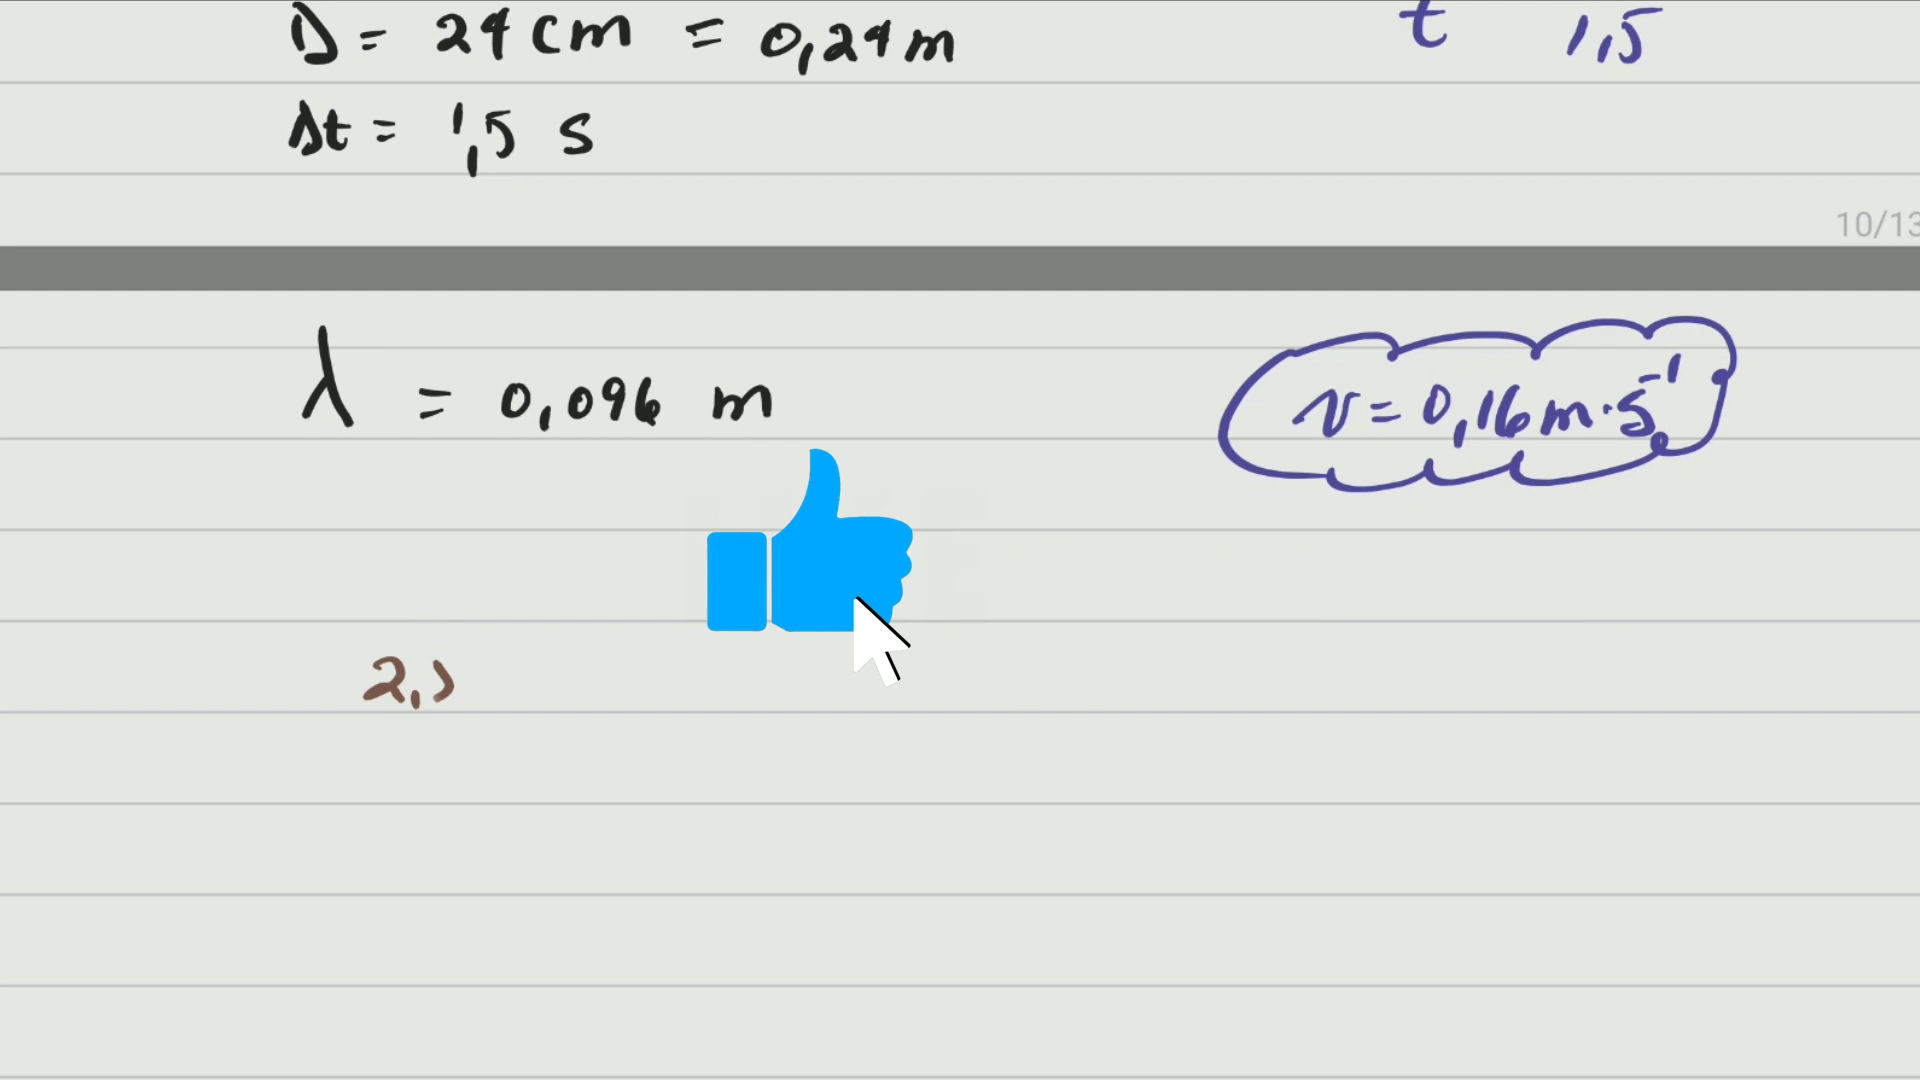 D = 24 cm = 0,24 m
t 1,5
Δt = 1,5 s
10/13
λ = 0,096 m
v = 0,16 m·s⁻¹
2,